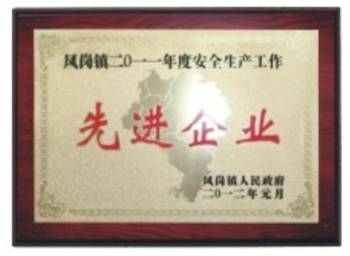 凤岗镇二〇一一年度安全生产工作
先进企业
凤岗镇人民政府
二〇一二年元月